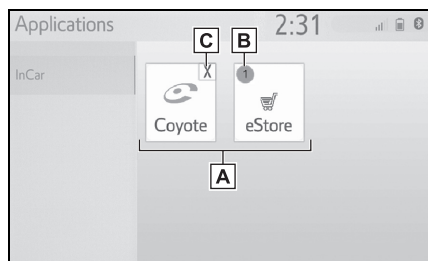 Applications 2:31
C B
InCar
X 1
Coyote eStore
A